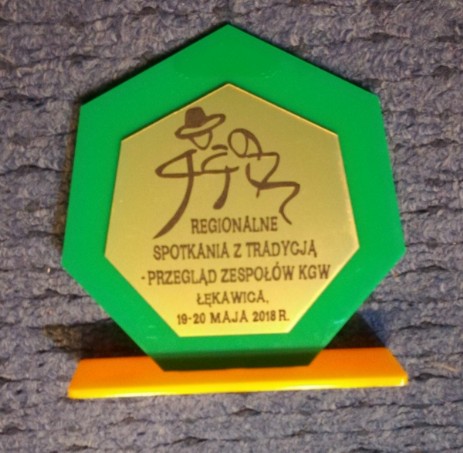 REGIONALNE
SPOTKANIA Z TRADYCJĄ
- PRZEGLĄD ZESPOŁÓW KGW
ŁĘKAWICA,
19-20 MAJA 2018 R.